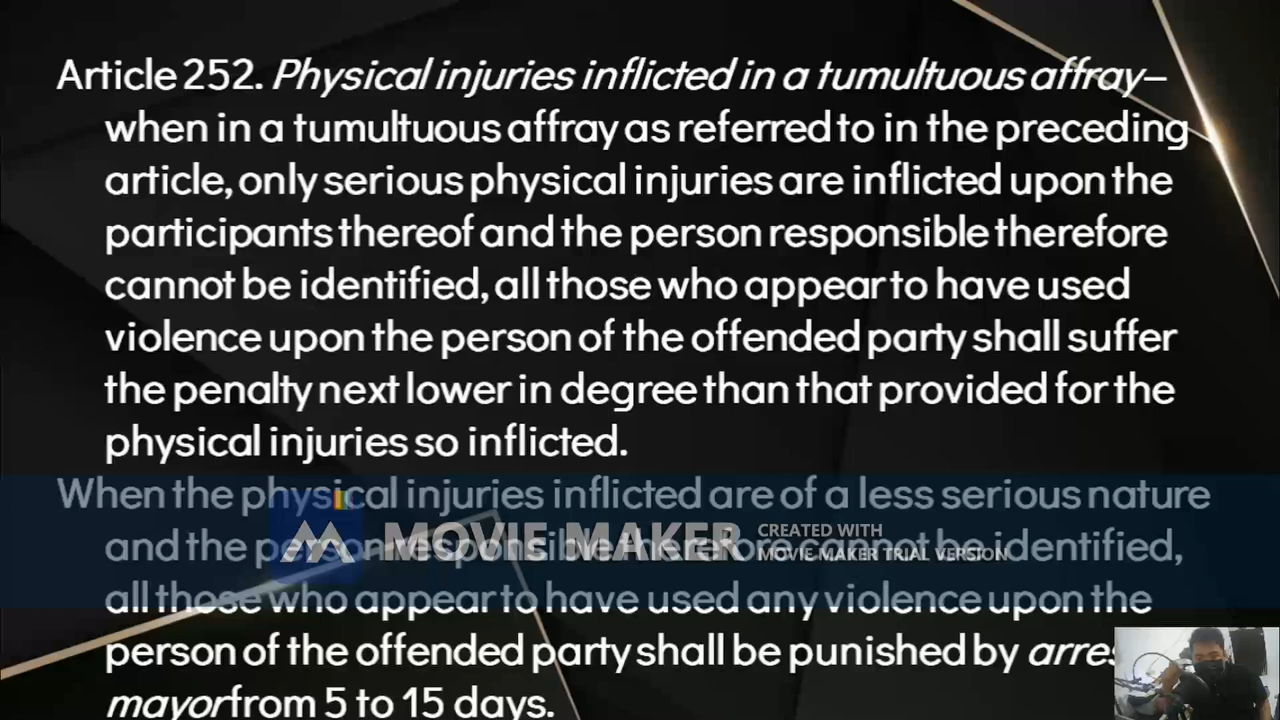 Article 252. Physical injuries inflicted in a tumultuous affray–
when in a tumultuous affray as referred to in the preceding
article, only serious physical injuries are inflicted upon the
participants thereof and the person responsible therefore
cannot be identified, all those who appear to have used
violence upon the person of the offended party shall suffer
the penalty next lower in degree than that provided for the
physical injuries so inflicted.
When the physical injuries inflicted are of a less serious nature
and the person responsible therefore cannot be identified,
MOVIE MAKER CREATED WITH
MOVIE MAKER TRIAL VERSION
all those who appear to have used any violence upon the
person of the offended party shall be punished by
mayor from 5 to 15 days.